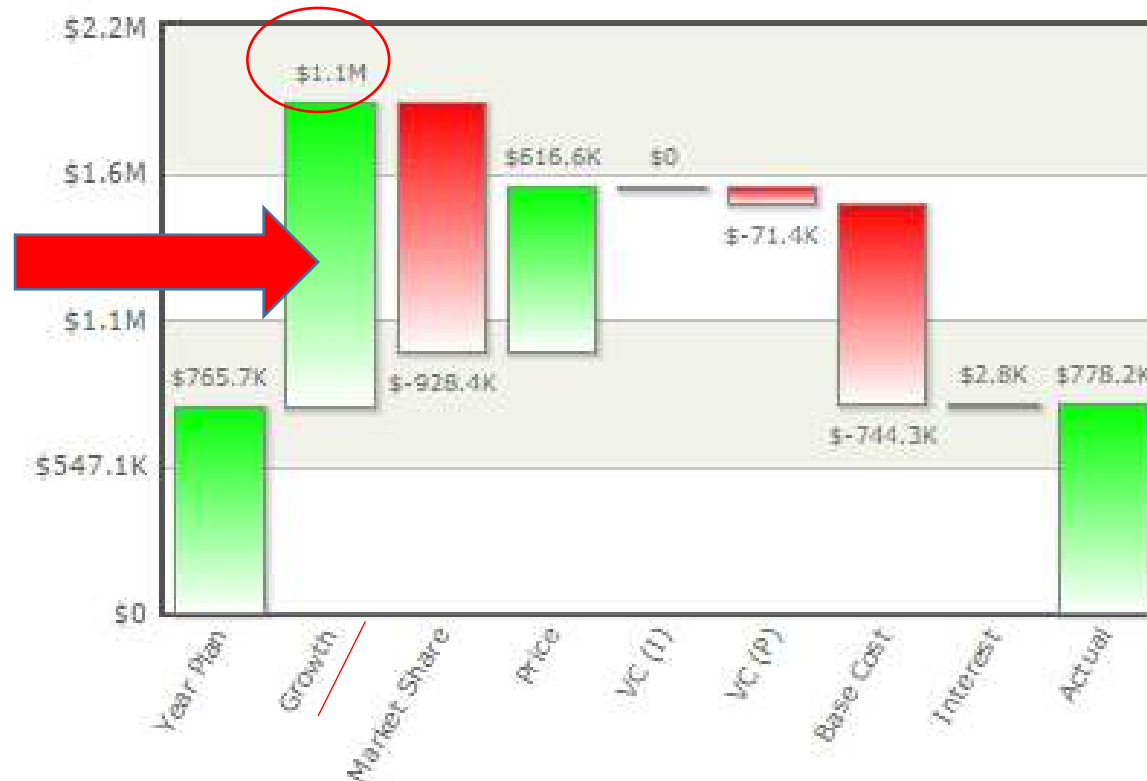 $2.2M
$1.6M
$1.1M
$547.1K
$0
$765.7K
$1.1M
$-928.4K
$616.6K
$0
$-71.4K
$-744.3K
$2.8K
$778.2K
Year Plan
Growth
Market Share
Price
VC (I)
VC (P)
Base Cost
Interest
Actual